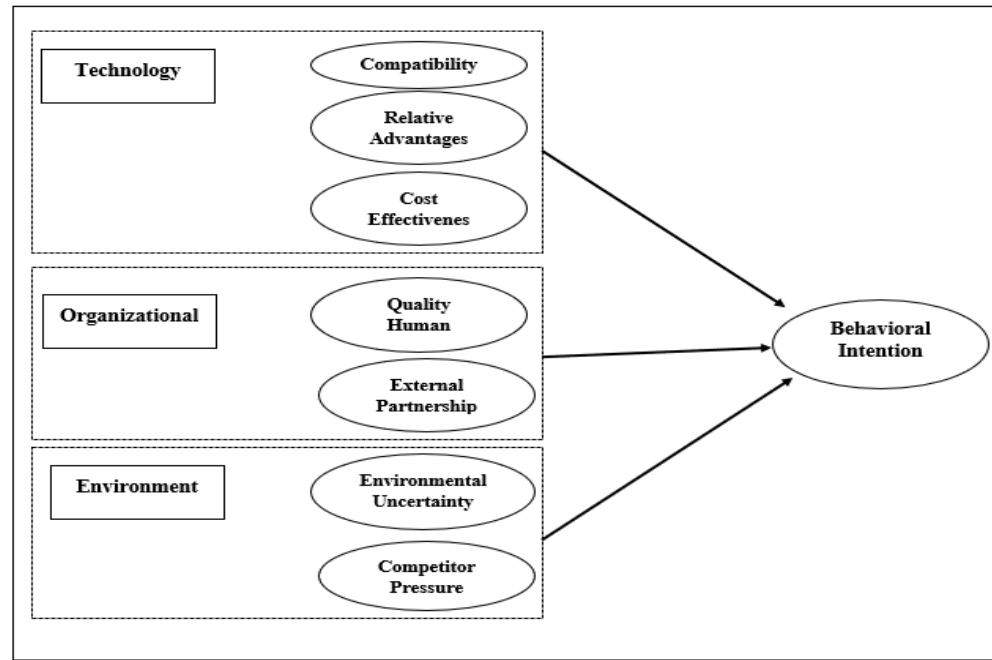 Technology
Compatibility
Relative
Advantages
Cost
Effectivenes
Organizational
Quality
Human
External
Partnership
Behavioral
Intention
Environment
Environmental
Uncertainty
Competitor
Pressure